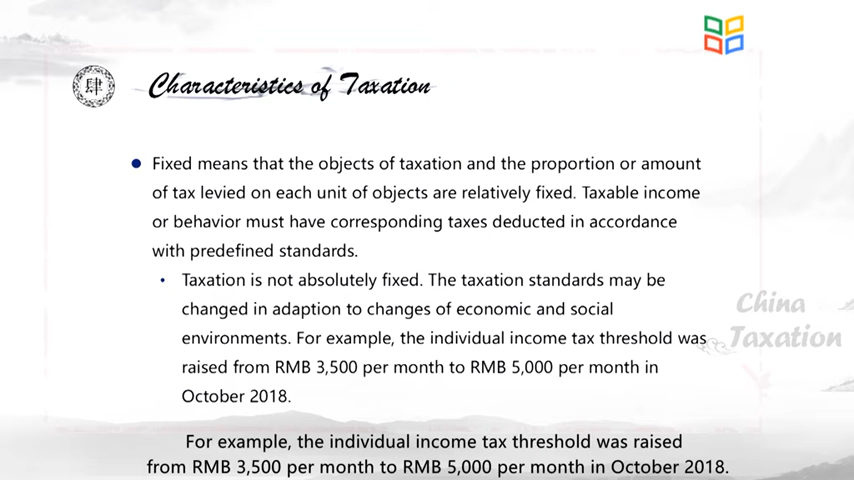 肆
Characteristics of Taxation
● Fixed means that the objects of taxation and the proportion or amount
of tax levied on each unit of objects are relatively fixed. Taxable income
or behavior must have corresponding taxes deducted in accordance
with predefined standards.
• Taxation is not absolutely fixed. The taxation standards may be
changed in adaption to changes of economic and social
environments. For example, the individual income tax threshold was
raised from RMB 3,500 per month to RMB 5,000 per month in
October 2018.
China
Taxation
For example, the individual income tax threshold was raised
from RMB 3,500 per month to RMB 5,000 per month in October 2018.